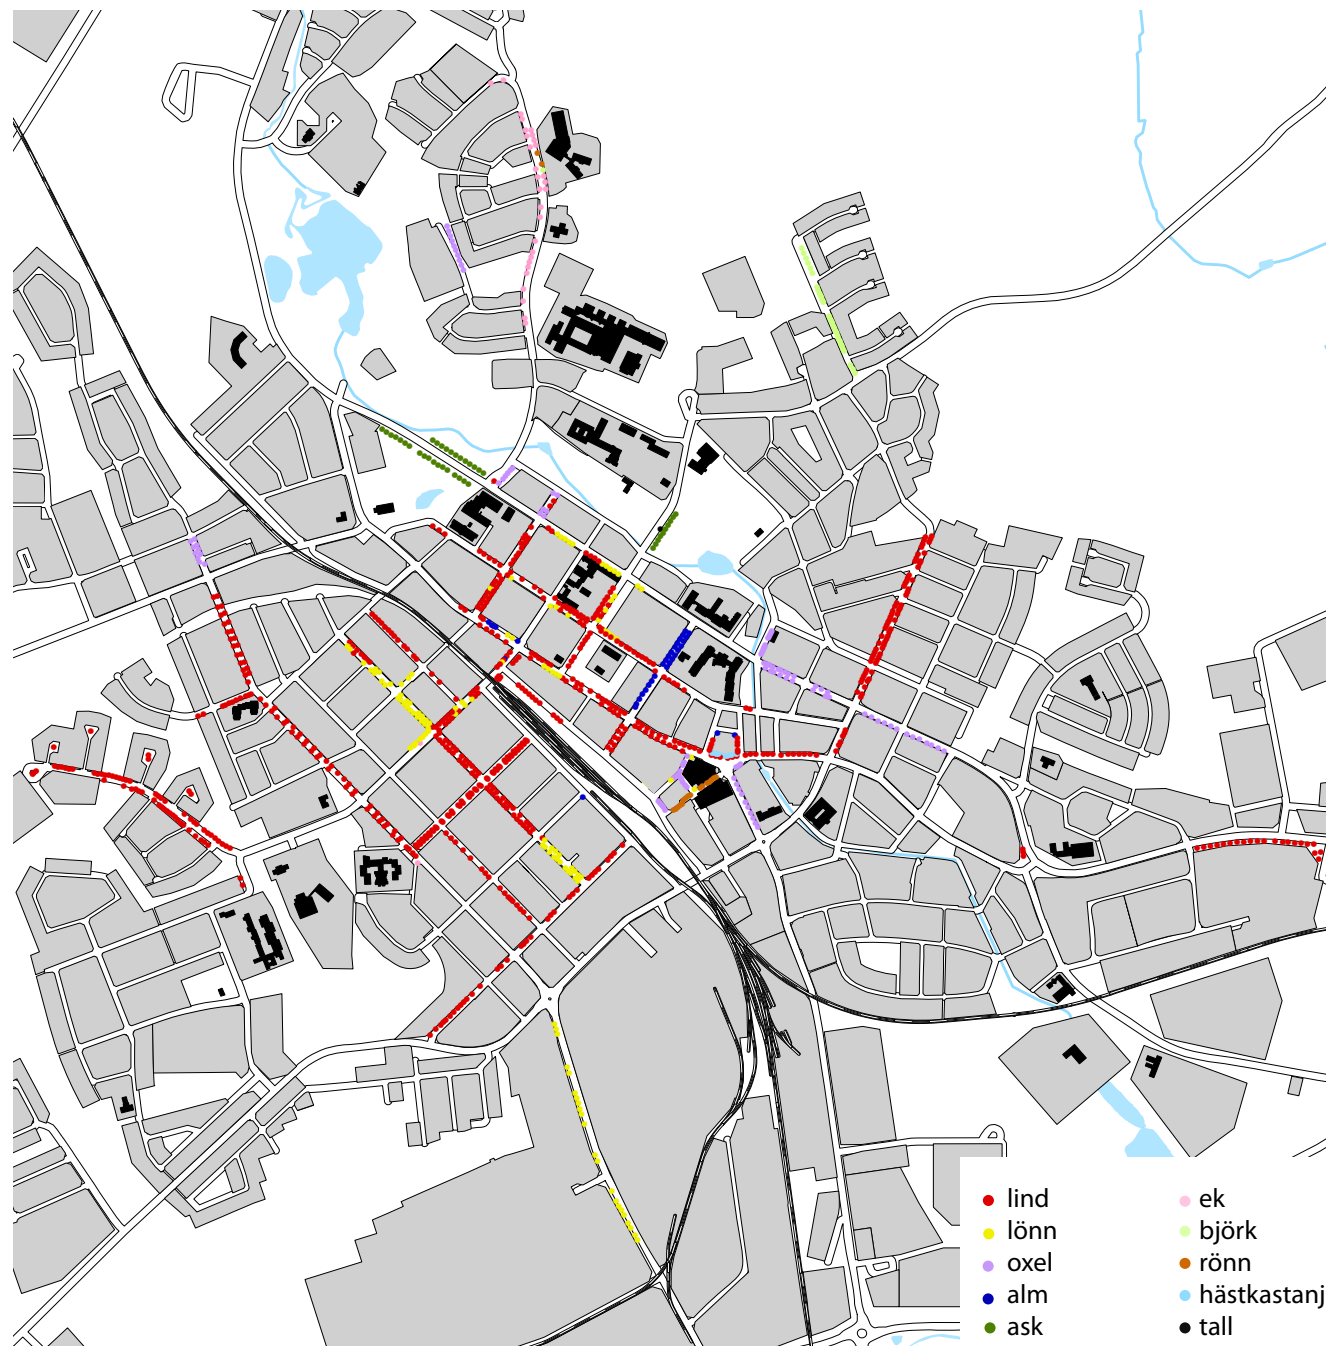 lind
lönn
oxel
alm
ask
ek
björk
rönn
hästkastanj
tall